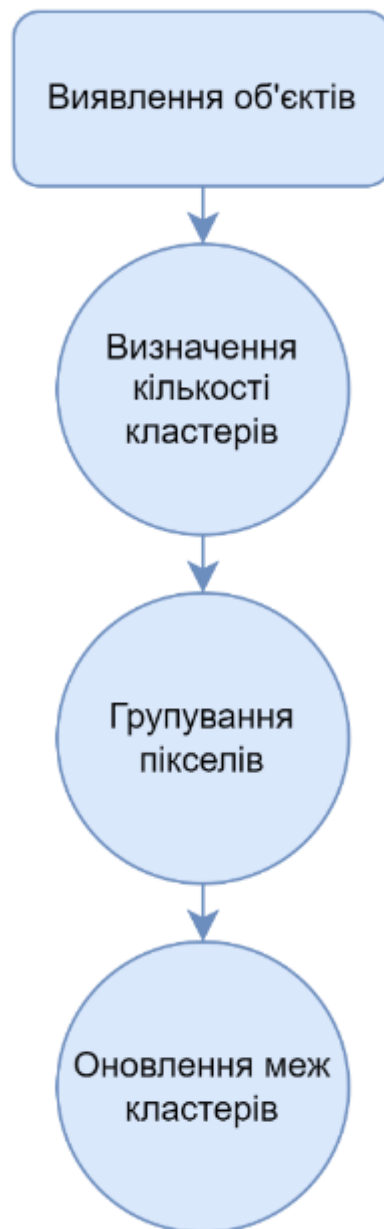 Виявлення об'єктів
Визначення
кількості
кластерів
Групування
пікселів
Оновлення меж
кластерів